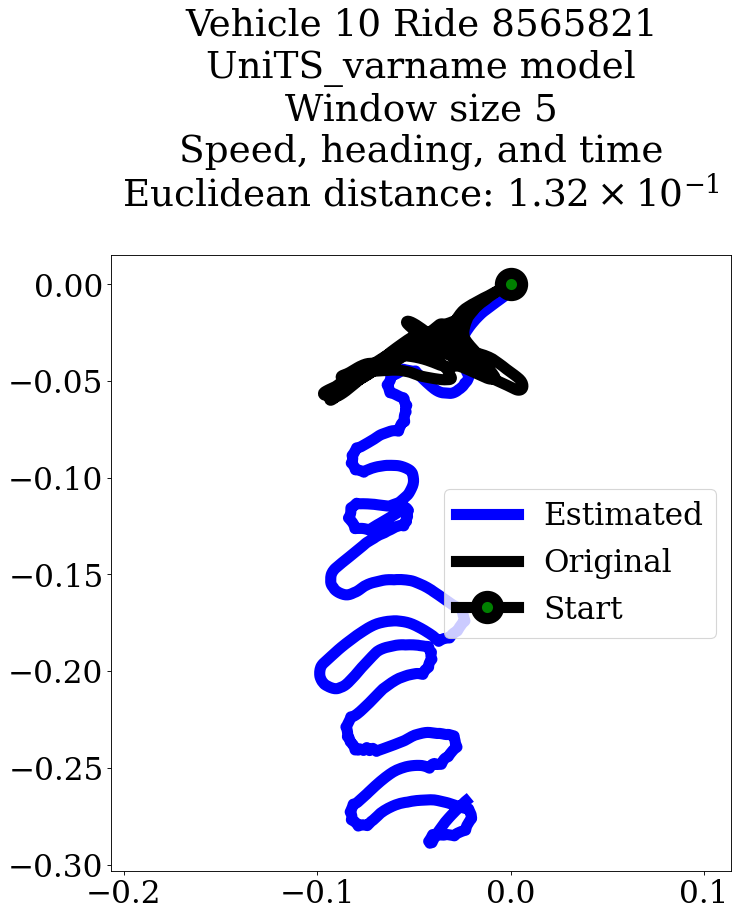 Vehicle 10 Ride 8565821
UniTS_varname model
Window size 5
Speed, heading, and time
Euclidean distance: 1.32 × 10⁻¹
0.00
−0.05
−0.10
−0.15
−0.20
−0.25
−0.30
Estimated
Original
Start
−0.2 −0.1 0.0 0.1